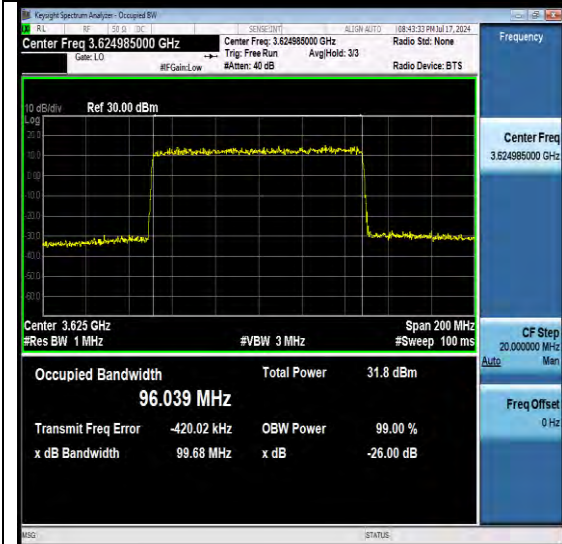 Keysight Spectrum Analyzer - Occupied BW
RL RF 50 Ω DC SENSE:INT ALIGN AUTO 08:43:33 PM Jul 17, 2024
Center Freq 3.624985000 GHz
Center Freq: 3.624985000 GHz Radio Std: None
Gate: LO Trig: Free Run Avg|Hold: 3/3
#IFGain:Low #Atten: 40 dB Radio Device: BTS
Frequency
10 dB/div Ref 30.00 dBm
Log
20.0
10.0
0.00
-10.0
-20.0
-30.0
-40.0
-50.0
-60.0
Center Freq
3.624985000 GHz
Center 3.625 GHz Span 200 MHz
#Res BW 1 MHz #VBW 3 MHz #Sweep 100 ms
CF Step
20.000000 MHz
Auto Man
Freq Offset
0 Hz
Occupied Bandwidth Total Power 31.8 dBm
96.039 MHz
Transmit Freq Error -420.02 kHz OBW Power 99.00 %
x dB Bandwidth 99.68 MHz x dB -26.00 dB
MSG STATUS